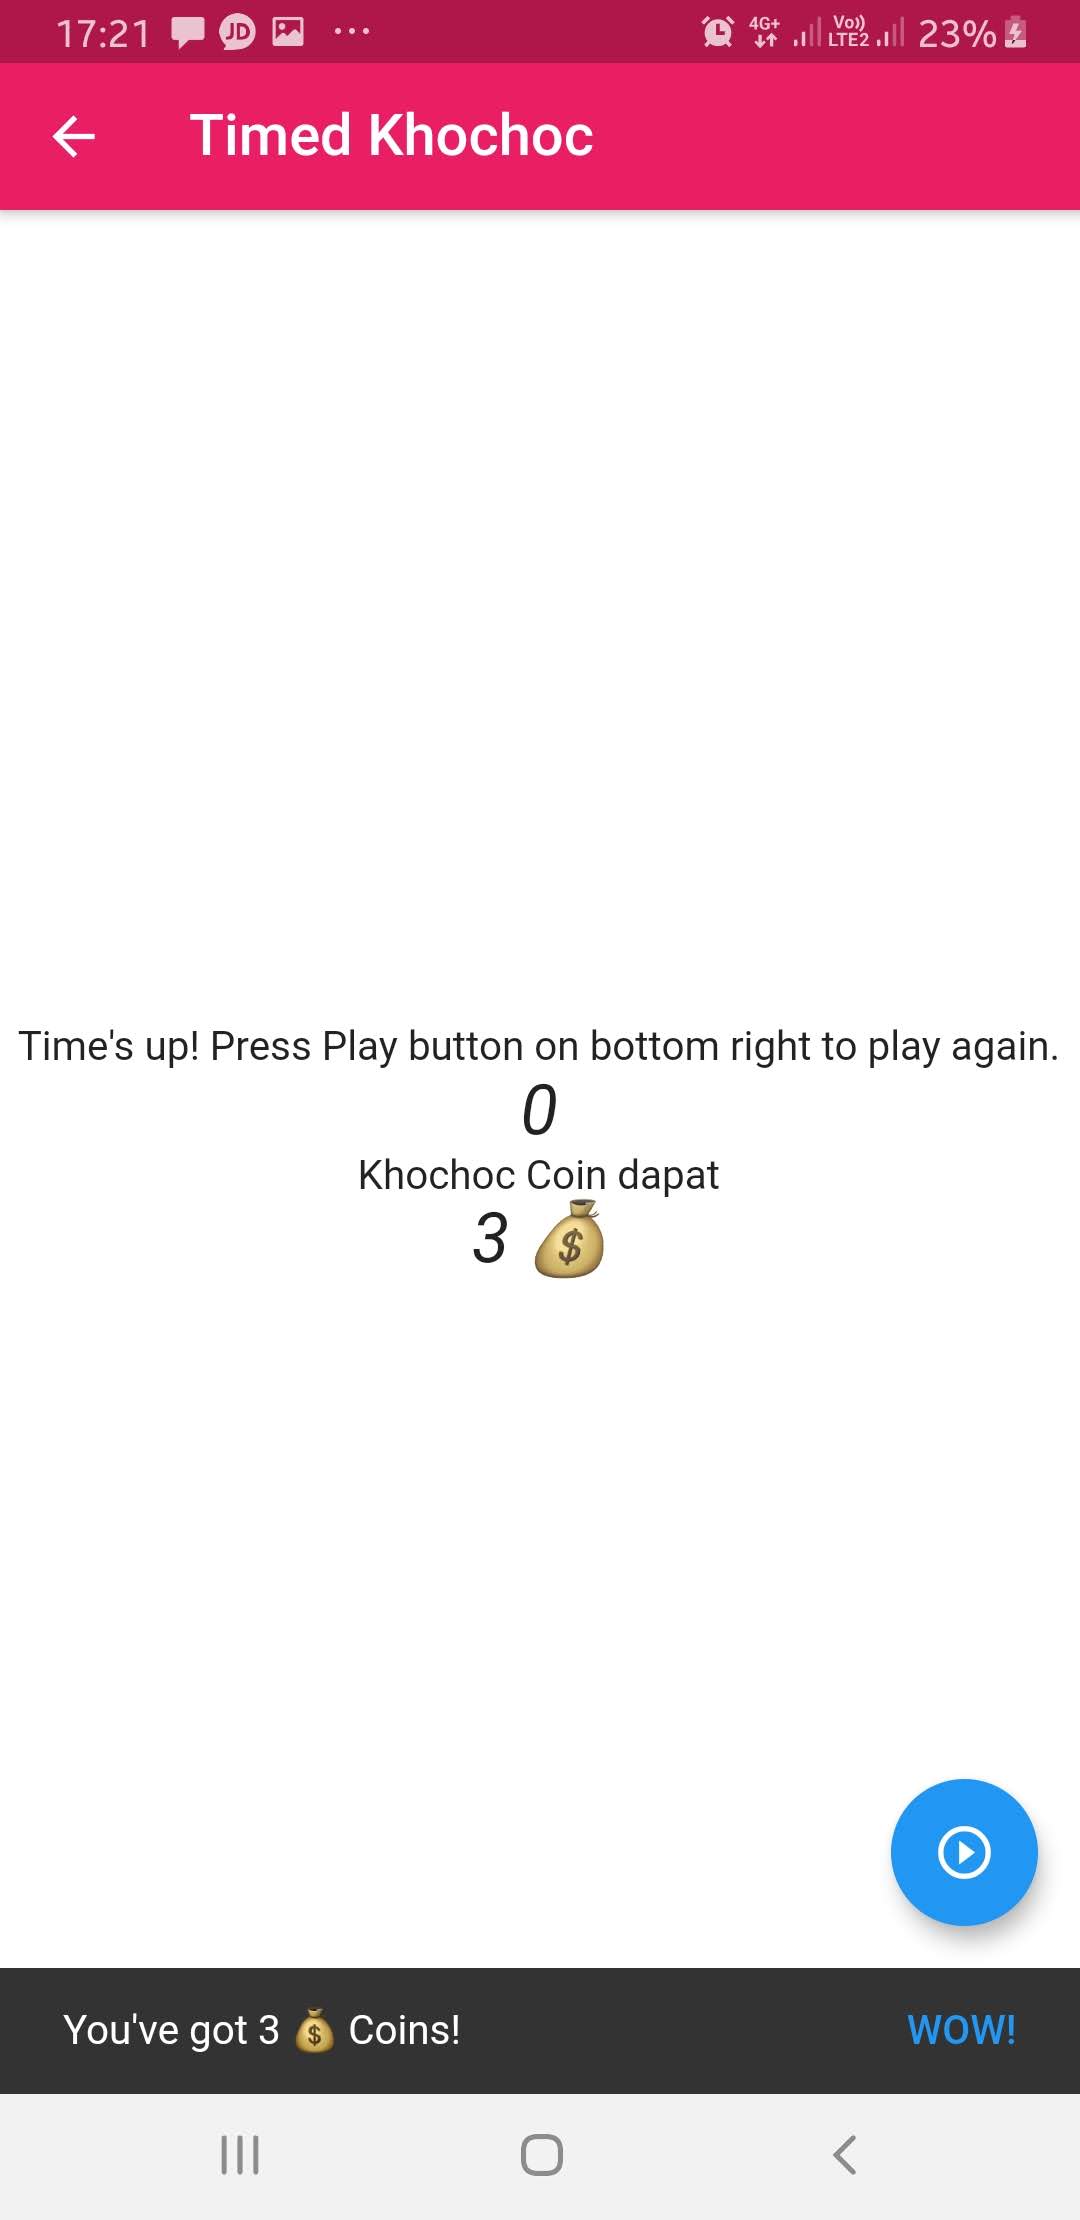 17:21 JD 4G+ Vo)) LTE2 23%
Timed Khochoc
Time's up! Press Play button on bottom right to play again.
0
Khochoc Coin dapat
3 💰
You've got 3 💰 Coins! WOW!